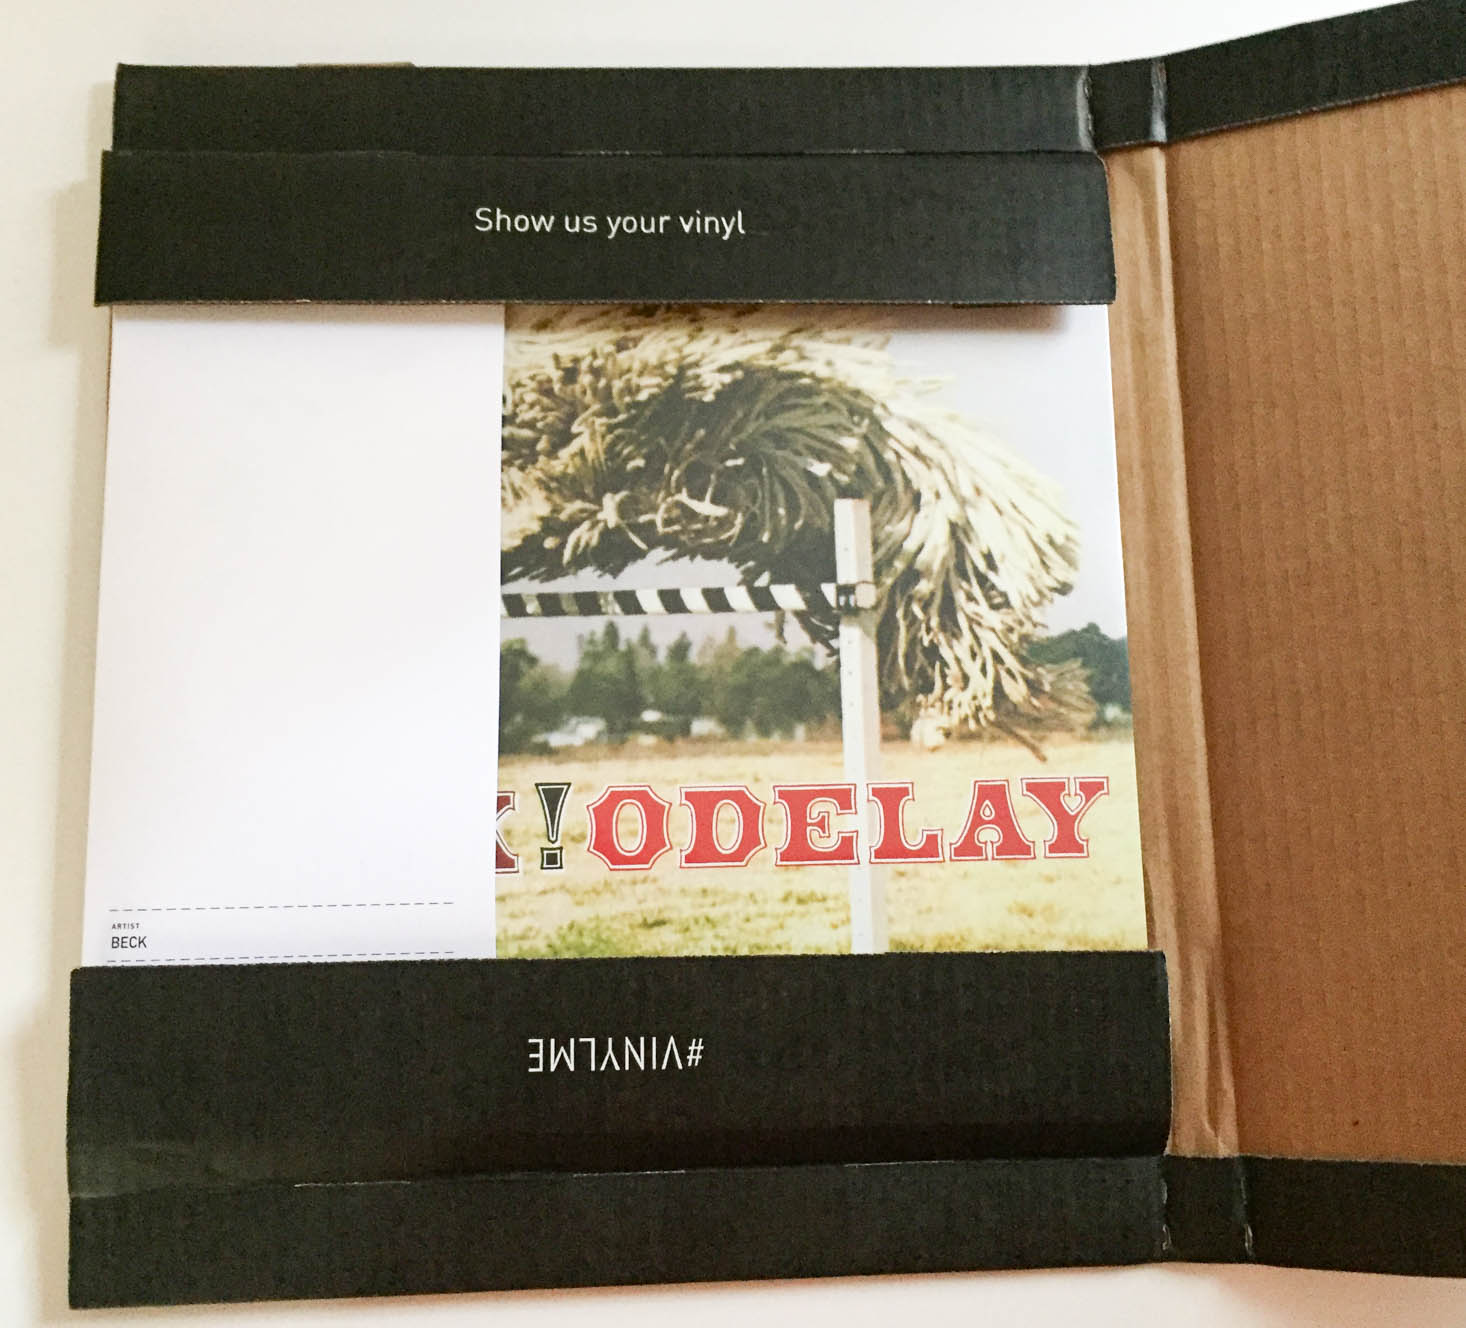 Show us your vinyl
K!ODELAY
ARTIST
BECK
#VINYLME